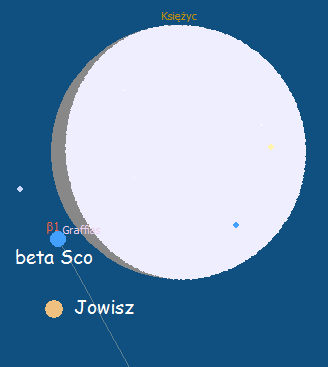 Księżyc
β1 Graffias
beta Sco
Jowisz